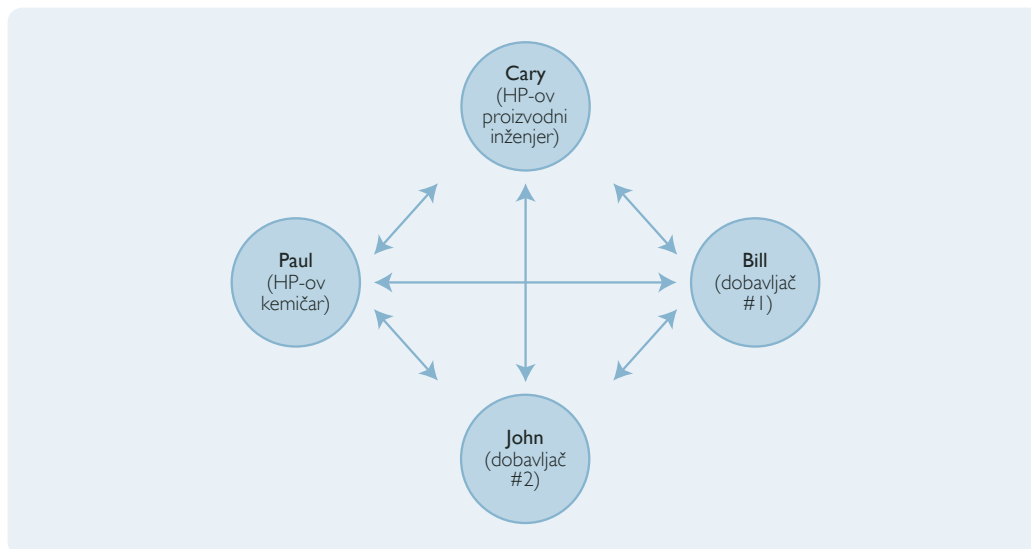 Cary
(HP-ov
proizvodni
inženjer)
Paul
(HP-ov
kemičar)
Bill
(dobavljač
#1)
John
(dobavljač
#2)